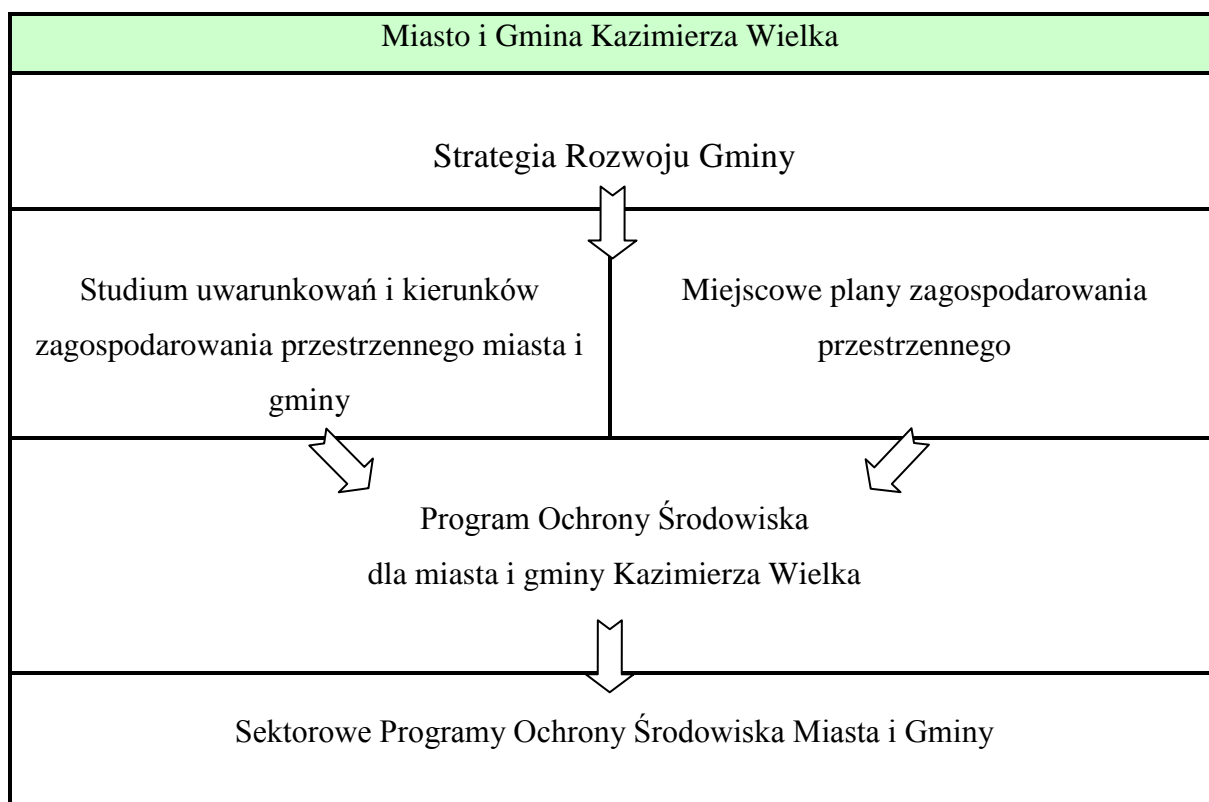 Miasto i Gmina Kazimierza Wielka
Strategia Rozwoju Gminy
Studium uwarunkowań i kierunków
zagospodarowania przestrzennego miasta i
gminy
Miejscowe plany zagospodarowania
przestrzennego
Program Ochrony Środowiska
dla miasta i gminy Kazimierza Wielka
Sektorowe Programy Ochrony Środowiska Miasta i Gminy